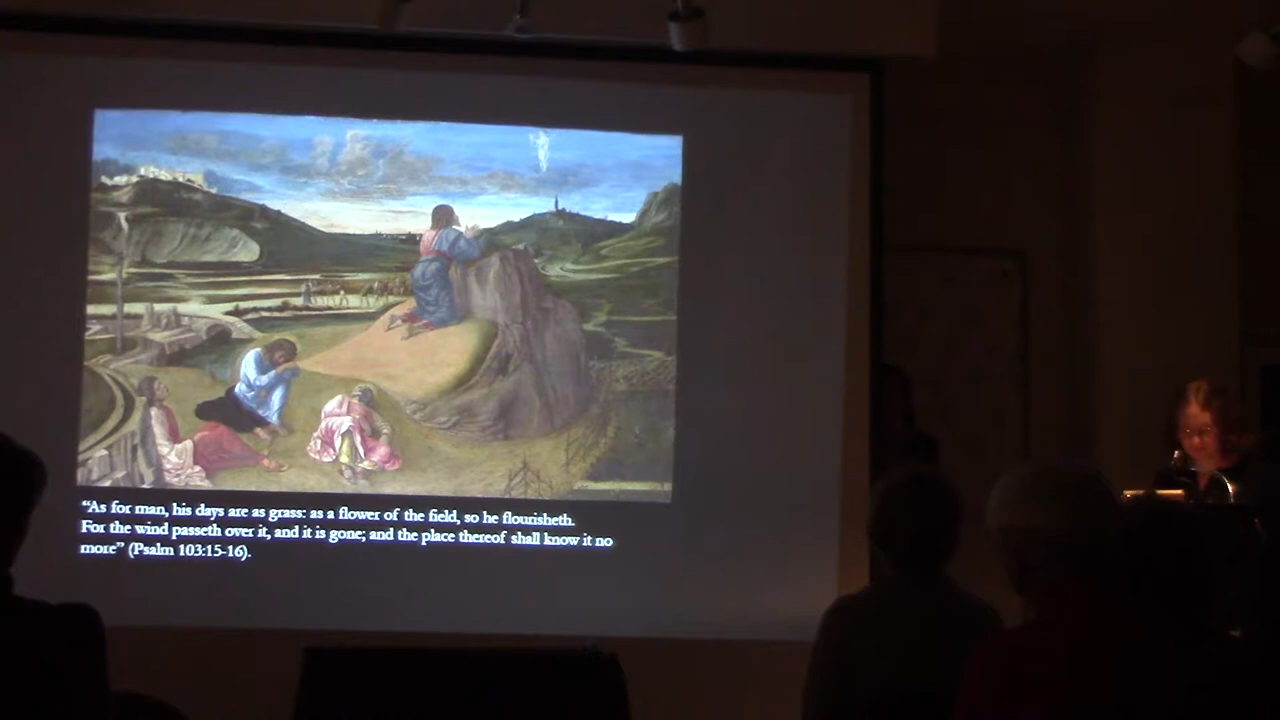 “As for man, his days are as grass: as a flower of the field, so he flourisheth.
For the wind passeth over it, and it is gone; and the place thereof shall know it no
more” (Psalm 103:15-16).